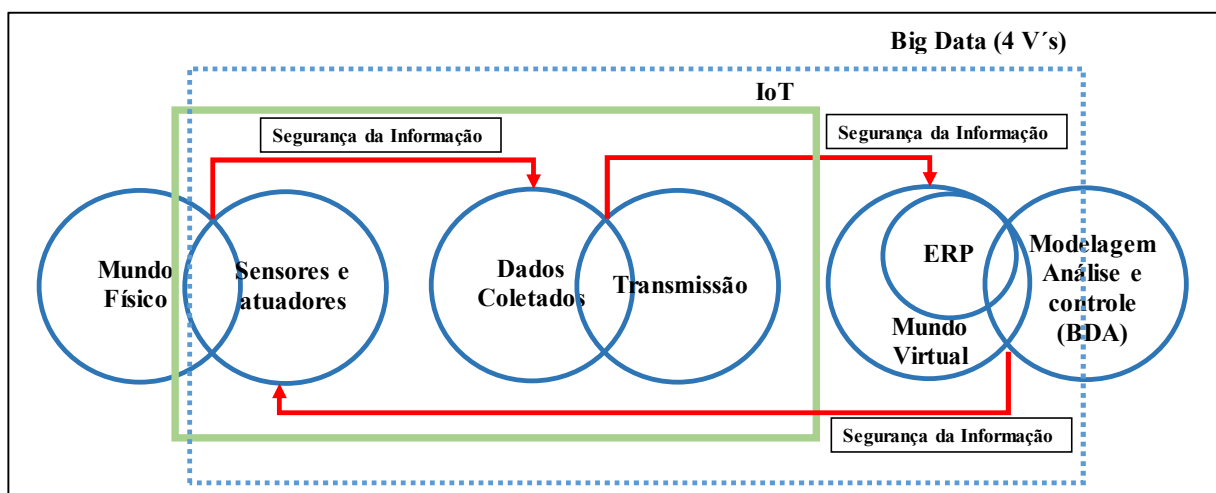 Big Data (4 V´s)
IoT
Segurança da Informação
Segurança da Informação
Mundo
Físico
Sensores e
atuadores
Dados
Coletados
Transmissão
ERP
Mundo
Virtual
Modelagem
Análise e
controle
(BDA)
Segurança da Informação